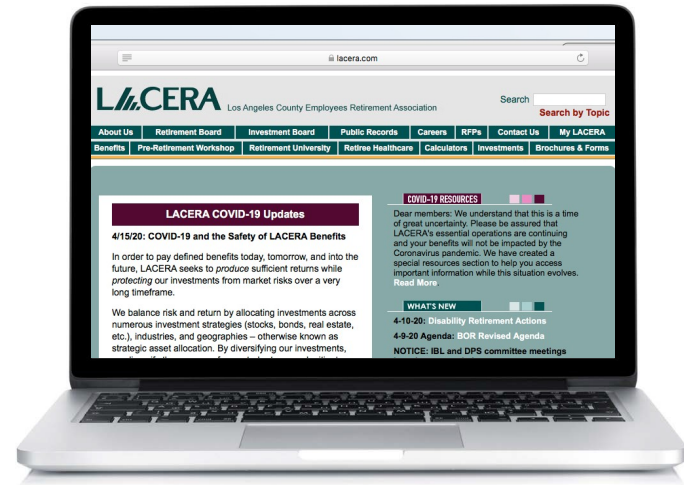 lacera.com
LACERA Los Angeles County Employees Retirement Association
Search
Search by Topic
About Us Retirement Board Investment Board Public Records Careers RFPs Contact Us My LACERA
Benefits Pre-Retirement Workshop Retirement University Retiree Healthcare Calculators Investments Brochures & Forms
LACERA COVID-19 Updates
4/15/20: COVID-19 and the Safety of LACERA Benefits
In order to pay defined benefits today, tomorrow, and into the
future, LACERA seeks to produce sufficient returns while
protecting our investments from market risks over a very
long timeframe.
We balance risk and return by allocating investments across
numerous investment strategies (stocks, bonds, real estate,
etc.), industries, and geographies – otherwise known as
strategic asset allocation. By diversifying our investments,
COVID-19 RESOURCES
Dear members: We understand that this is a time
of great uncertainty. Please be assured that
LACERA's essential operations are continuing
and your benefits will not be impacted by the
Coronavirus pandemic. We have created a
special resources section to help you access
important information while this situation evolves.
Read More.
WHAT'S NEW
4-10-20: Disability Retirement Actions
4-9-20 Agenda: BOR Revised Agenda
NOTICE: IBL and DPS committee meetings